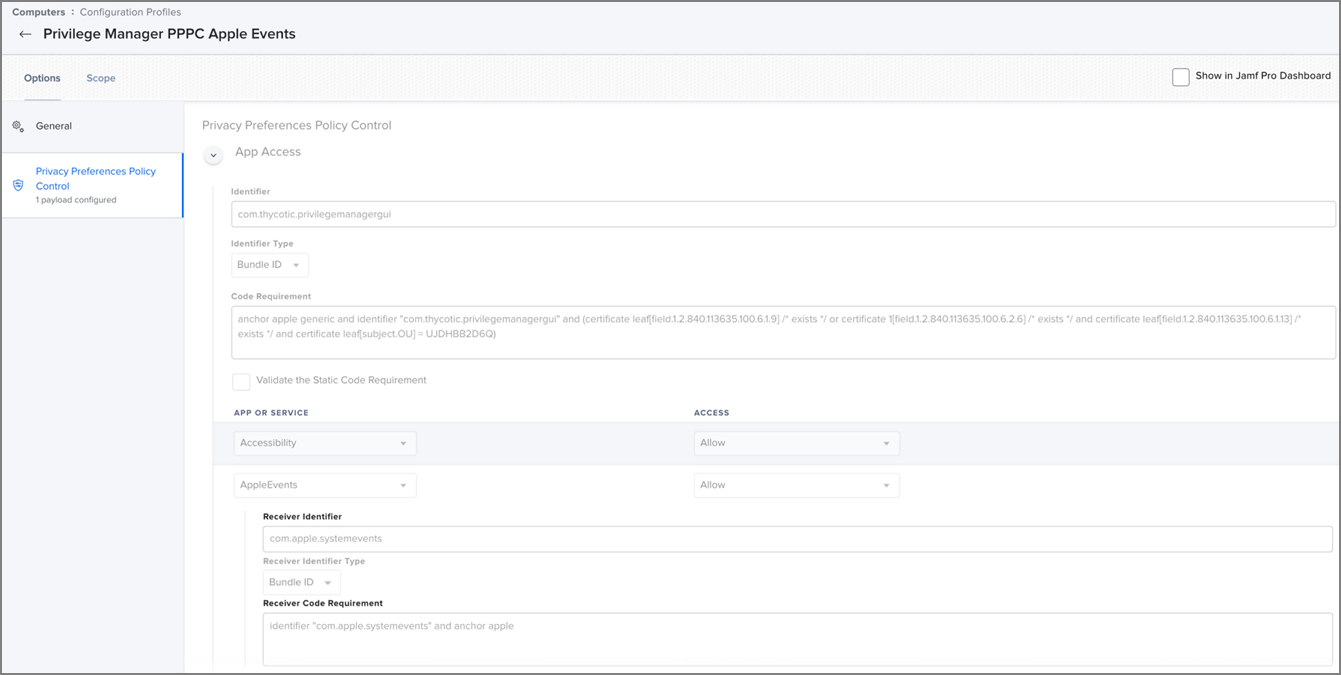 Computers : Configuration Profiles
← Privilege Manager PPPC Apple Events
Options Scope
Show in Jamf Pro Dashboard
General
Privacy Preferences Policy
Control
1 payload configured
Privacy Preferences Policy Control
App Access
Identifier
com.thycotic.privilegemanagergui
Identifier Type
Bundle ID
Code Requirement
anchor apple generic and identifier "com.thycotic.privilegemanagergui" and (certificate leaf[field.1.2.840.113635.100.6.1.9] /* exists */ or certificate 1[field.1.2.840.113635.100.6.2.6] /* exists */ and certificate leaf[field.1.2.840.113635.100.6.1.13] /*
exists */ and certificate leaf[subject.OU] = UJDHBB2D6Q)
Validate the Static Code Requirement
APP OR SERVICE ACCESS
Accessibility Allow
AppleEvents Allow
Receiver Identifier
com.apple.systemevents
Receiver Identifier Type
Bundle ID
Receiver Code Requirement
identifier "com.apple.systemevents" and anchor apple